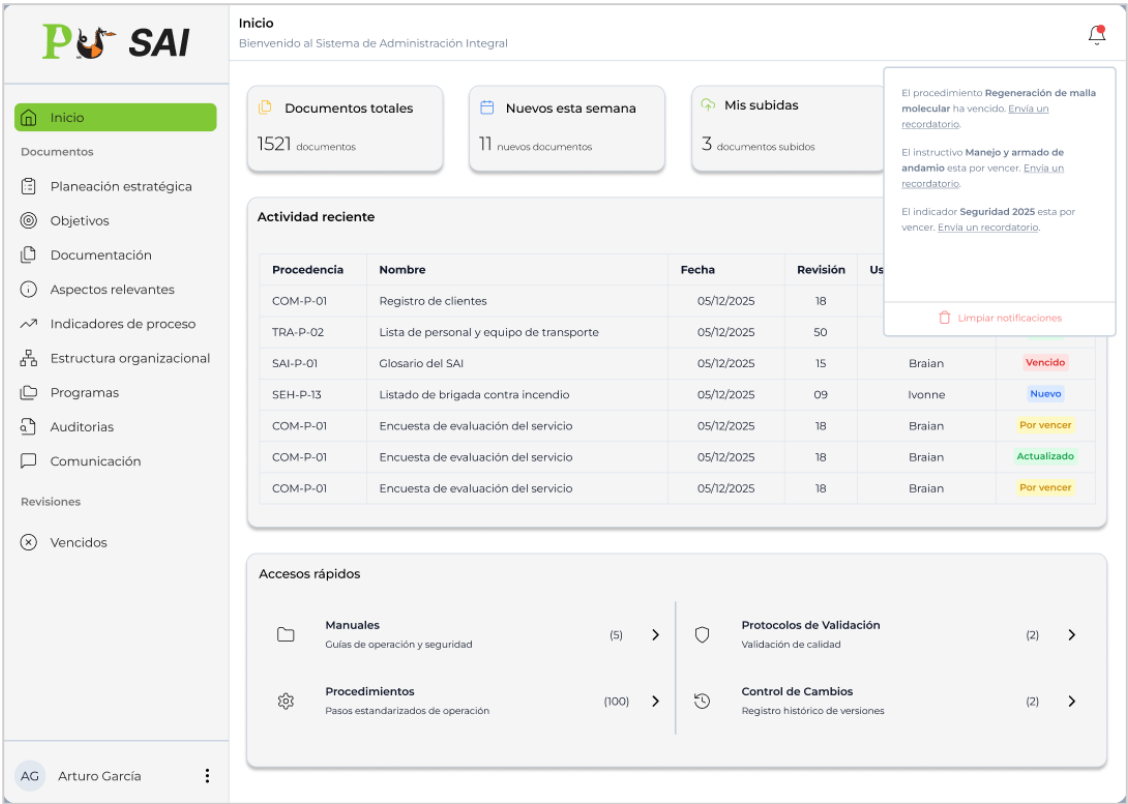 P SAI
Inicio
Documentos
Planeación estratégica
Objetivos
Documentación
Aspectos relevantes
Indicadores de proceso
Estructura organizacional
Programas
Auditorias
Comunicación
Revisiones
Vencidos
AG Arturo García
Inicio
Bienvenido al Sistema de Administración Integral
Documentos totales
1521 documentos
Nuevos esta semana
11 nuevos documentos
Mis subidas
3 documentos subidos
El procedimiento Regeneración de malla
molecular ha vencido. Envía un
recordatorio.
El instructivo Manejo y armado de
andamio esta por vencer. Envía un
recordatorio.
El indicador Seguridad 2025 esta por
vencer. Envía un recordatorio.
Limpiar notificaciones
Actividad reciente
Procedencia Nombre Fecha Revisión Us
COM-P-01 Registro de clientes 05/12/2025 18
TRA-P-02 Lista de personal y equipo de transporte 05/12/2025 50
SAI-P-01 Glosario del SAI 05/12/2025 15 Braian Vencido
SEH-P-13 Listado de brigada contra incendio 05/12/2025 09 Ivonne Nuevo
COM-P-01 Encuesta de evaluación del servicio 05/12/2025 18 Braian Por vencer
COM-P-01 Encuesta de evaluación del servicio 05/12/2025 18 Braian Actualizado
COM-P-01 Encuesta de evaluación del servicio 05/12/2025 18 Braian Por vencer
Accesos rápidos
Manuales (5)
Guías de operación y seguridad
Procedimientos (100)
Pasos estandarizados de operación
Protocolos de Validación (2)
Validación de calidad
Control de Cambios (2)
Registro histórico de versiones